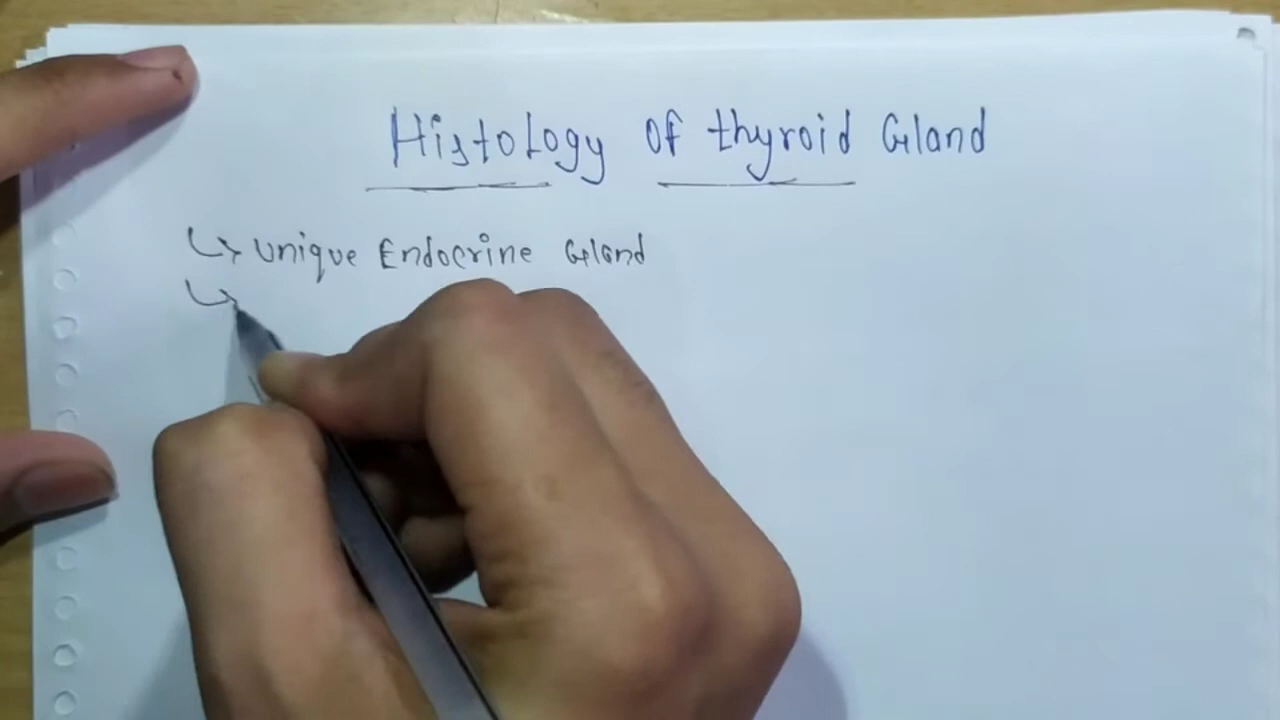 Histology of thyroid Gland
↳ unique Endocrine Gland
↳